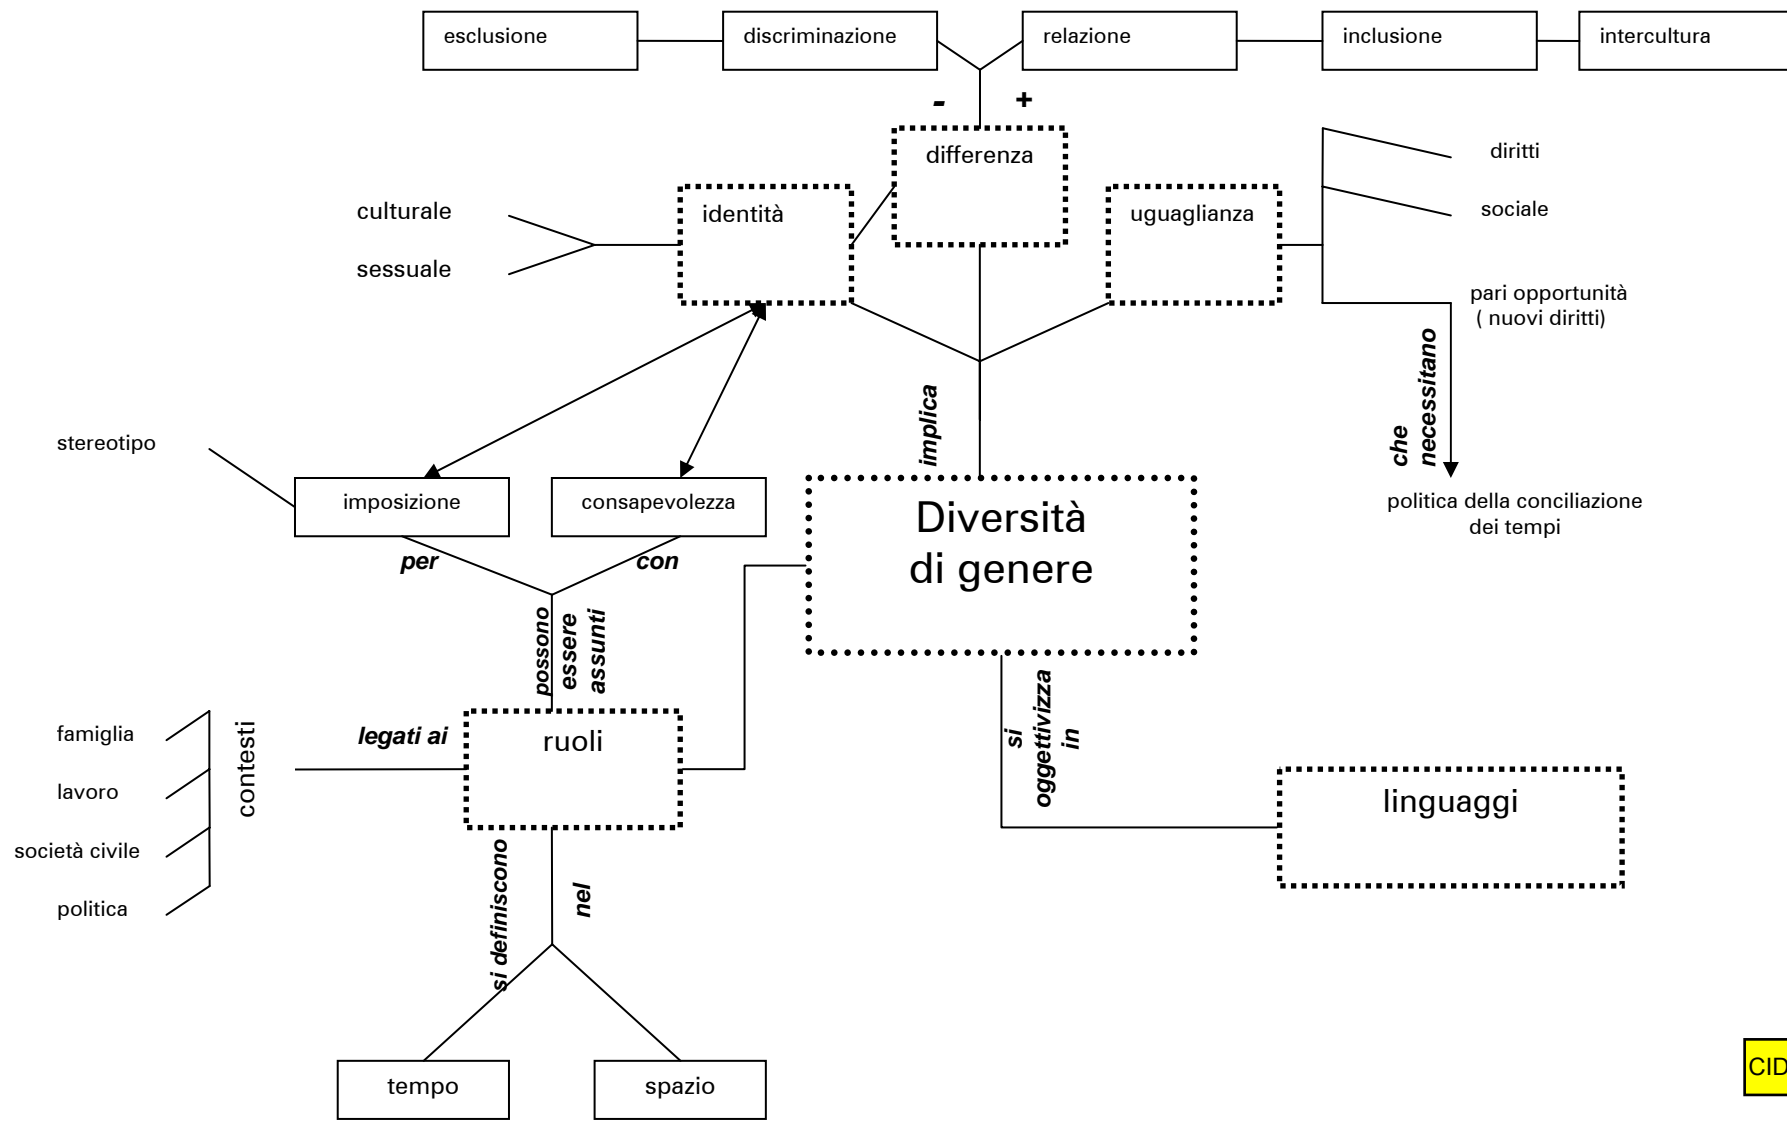 esclusione
discriminazione
relazione
inclusione
intercultura
-
+
differenza
diritti
culturale
identità
uguaglianza
sociale
sessuale
pari opportunità
( nuovi diritti)
implica
che
necessitano
stereotipo
imposizione
consapevolezza
Diversità
di genere
politica della conciliazione
dei tempi
per
con
possono
essere
assunti
si
oggettivizza
in
famiglia
lavoro
società civile
politica
contesti
legati ai
ruoli
linguaggi
si definiscono
nel
tempo
spazio
CID